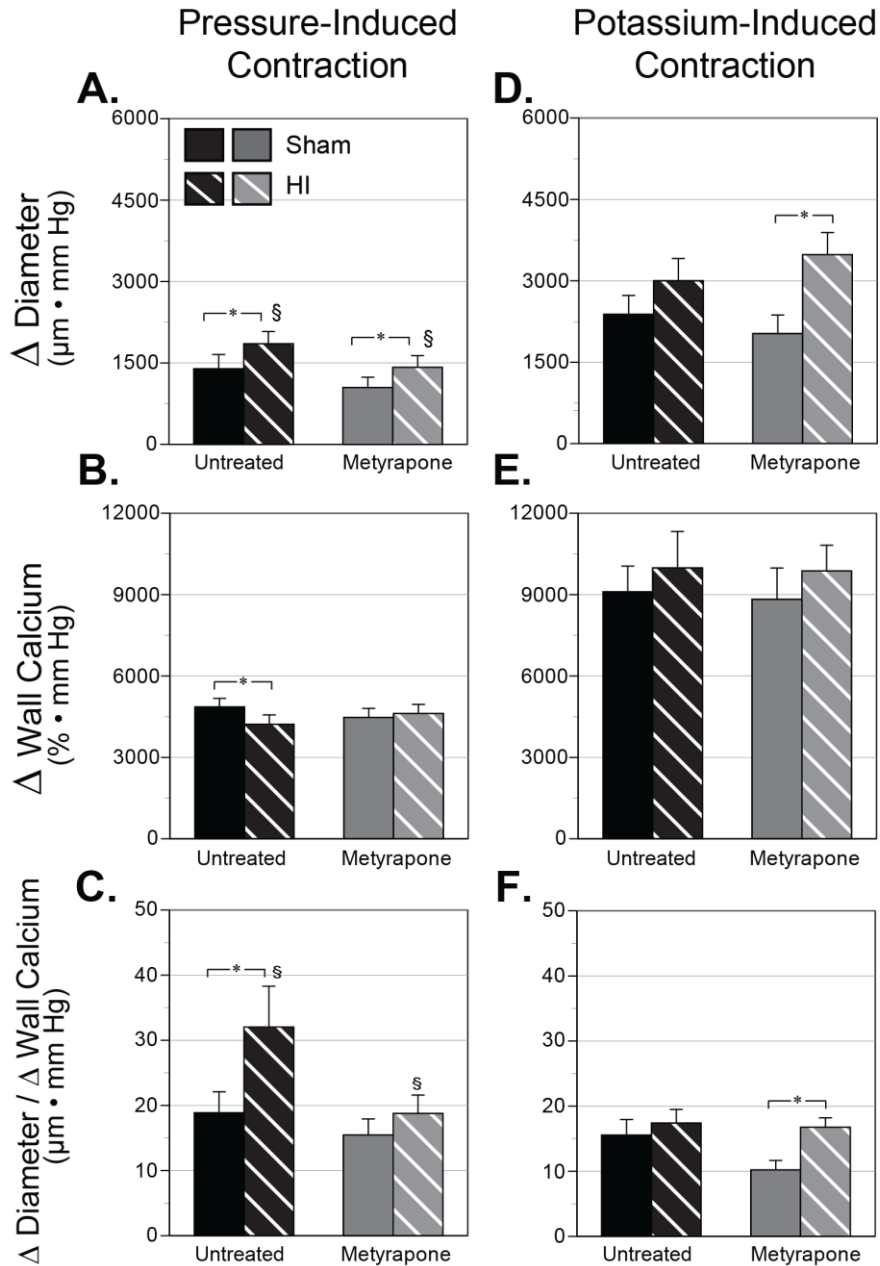 Pressure-Induced
Contraction
Potassium-Induced
Contraction
A.
Δ Diameter
(µm • mm Hg)
6000
4500
3000
1500
0
Sham
HI
* §
* §
Untreated Metyrapone
D.
6000
4500
3000
1500
0
*
Untreated Metyrapone
B.
Δ Wall Calcium
(% • mm Hg)
12000
9000
6000
3000
0
*
Untreated Metyrapone
E.
12000
9000
6000
3000
0
Untreated Metyrapone
C.
Δ Diameter / Δ Wall Calcium
(µm • mm Hg)
50
40
30
20
10
0
* §
§
Untreated Metyrapone
F.
50
40
30
20
10
0
*
Untreated Metyrapone